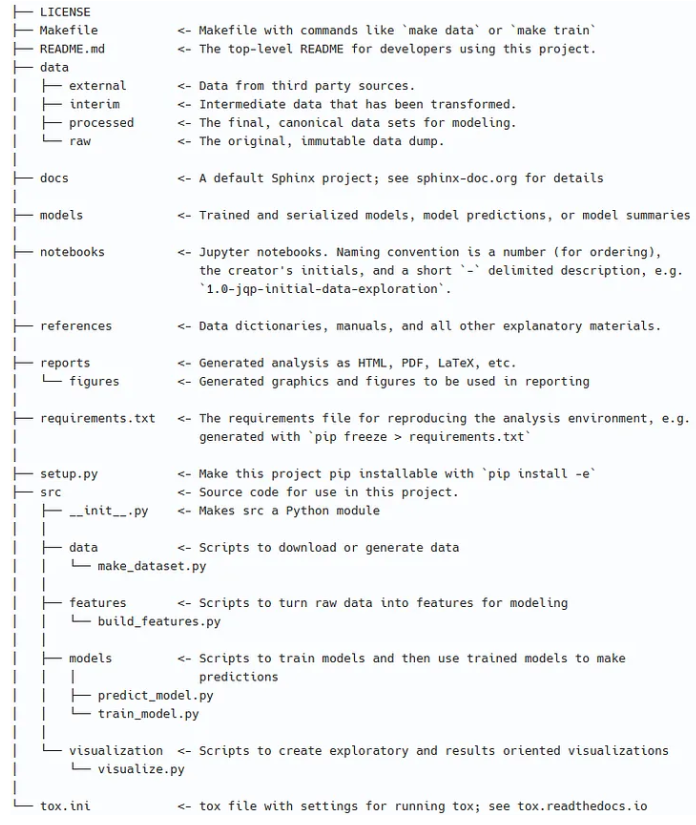 ├── LICENSE
├── Makefile           <- Makefile with commands like `make data` or `make train`
├── README.md          <- The top-level README for developers using this project.
├── data
│   ├── external       <- Data from third party sources.
│   ├── interim        <- Intermediate data that has been transformed.
│   ├── processed      <- The final, canonical data sets for modeling.
│   └── raw            <- The original, immutable data dump.
│
├── docs               <- A default Sphinx project; see sphinx-doc.org for details
│
├── models             <- Trained and serialized models, model predictions, or model summaries
│
├── notebooks          <- Jupyter notebooks. Naming convention is a number (for ordering),
│                         the creator's initials, and a short `-` delimited description, e.g.
│                         `1.0-jqp-initial-data-exploration`.
│
├── references         <- Data dictionaries, manuals, and all other explanatory materials.
│
├── reports            <- Generated analysis as HTML, PDF, LaTeX, etc.
│   └── figures        <- Generated graphics and figures to be used in reporting
│
├── requirements.txt   <- The requirements file for reproducing the analysis environment, e.g.
│                         generated with `pip freeze > requirements.txt`
│
├── setup.py           <- Make this project pip installable with `pip install -e`
├── src                <- Source code for use in this project.
│   ├── __init__.py    <- Makes src a Python module
│   │
│   ├── data           <- Scripts to download or generate data
│   │   └── make_dataset.py
│   │
│   ├── features       <- Scripts to turn raw data into features for modeling
│   │   └── build_features.py
│   │
│   ├── models         <- Scripts to train models and then use trained models to make
│   │   │                 predictions
│   │   ├── predict_model.py
│   │   └── train_model.py
│   │
│   └── visualization  <- Scripts to create exploratory and results oriented visualizations
│       └── visualize.py
│
└── tox.ini            <- tox file with settings for running tox; see tox.readthedocs.io